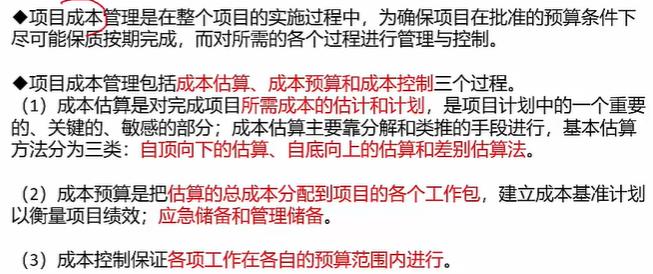 ◆项目成本管理是在整个项目的实施过程中，为确保项目在批准的预算条件下
尽可能保质按期完成，而对所需的各个过程进行管理与控制。
◆项目成本管理包括成本估算、成本预算和成本控制三个过程。
（1）成本估算是对完成项目所需成本的估计和计划，是项目计划中的一个重要
的、关键的、敏感的部分；成本估算主要靠分解和类推的手段进行，基本估算
方法分为三类：自顶向下的估算、自底向上的估算和差别估算法。
（2）成本预算是把估算的总成本分配到项目的各个工作包，建立成本基准计划
以衡量项目绩效；应急储备和管理储备。
（3）成本控制保证各项工作在各自的预算范围内进行。